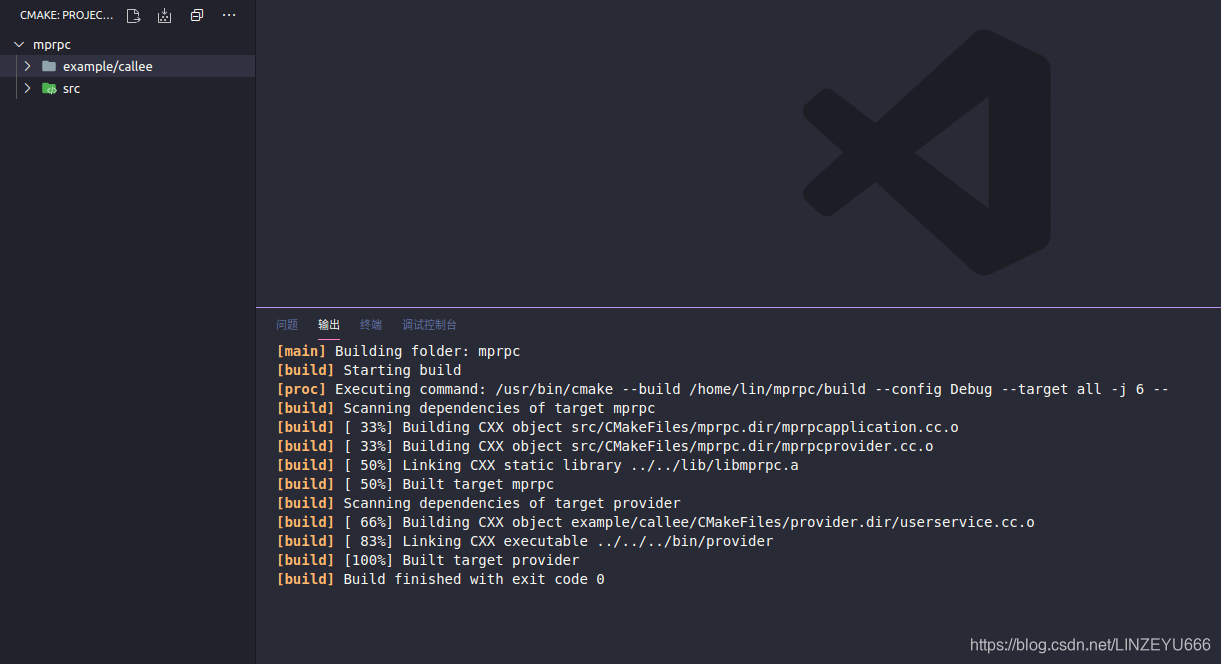 CMAKE: PROJEC...
mprpc
example/callee
src
问题 输出 终端 调试控制台
[main] Building folder: mprpc
[build] Starting build
[proc] Executing command: /usr/bin/cmake --build /home/lin/mprpc/build --config Debug --target all -j 6 --
[build] Scanning dependencies of target mprpc
[build] [ 33%] Building CXX object src/CMakeFiles/mprpc.dir/mprpcapplication.cc.o
[build] [ 33%] Building CXX object src/CMakeFiles/mprpc.dir/mprpcprovider.cc.o
[build] [ 50%] Linking CXX static library ../../lib/libmprpc.a
[build] [ 50%] Built target mprpc
[build] Scanning dependencies of target provider
[build] [ 66%] Building CXX object example/callee/CMakeFiles/provider.dir/userservice.cc.o
[build] [ 83%] Linking CXX executable ../../../bin/provider
[build] [100%] Built target provider
[build] Build finished with exit code 0
https://blog.csdn.net/LINZEYU666